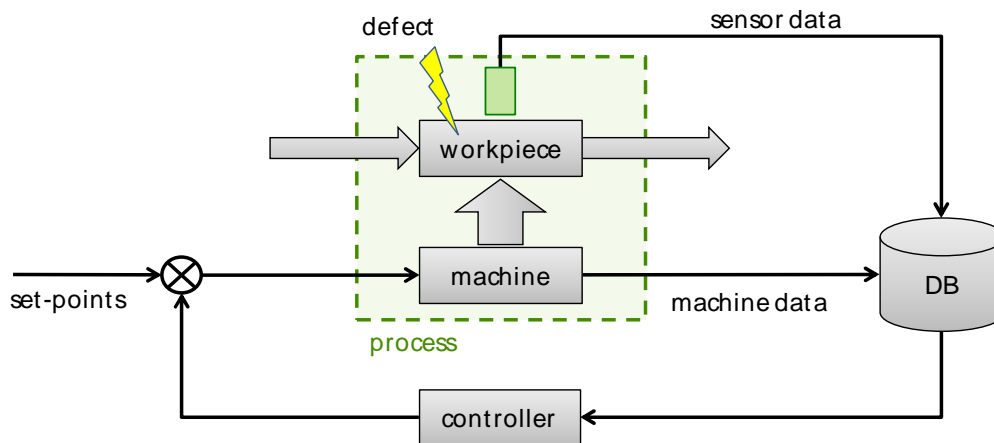 sensor data
defect
workpiece
machine
DB
set-points
machine data
process
controller